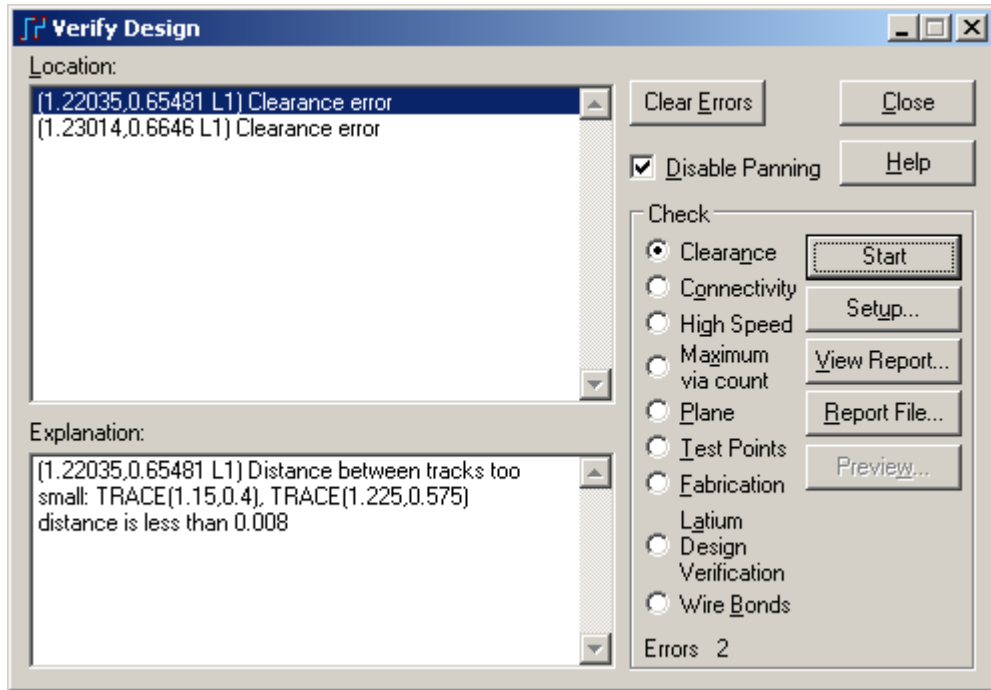 Verify Design
Location:
(1.22035,0.65481 L1) Clearance error
(1.23014,0.6646 L1) Clearance error
Explanation:
(1.22035,0.65481 L1) Distance between tracks too
small: TRACE(1.15,0.4), TRACE(1.225,0.575)
distance is less than 0.008
Clear Errors
Close
Disable Panning
Help
Check
Clearance
Connectivity
High Speed
Maximum
via count
Plane
Test Points
Fabrication
Latium
Design
Verification
Wire Bonds
Start
Setup...
View Report...
Report File...
Preview...
Errors 2